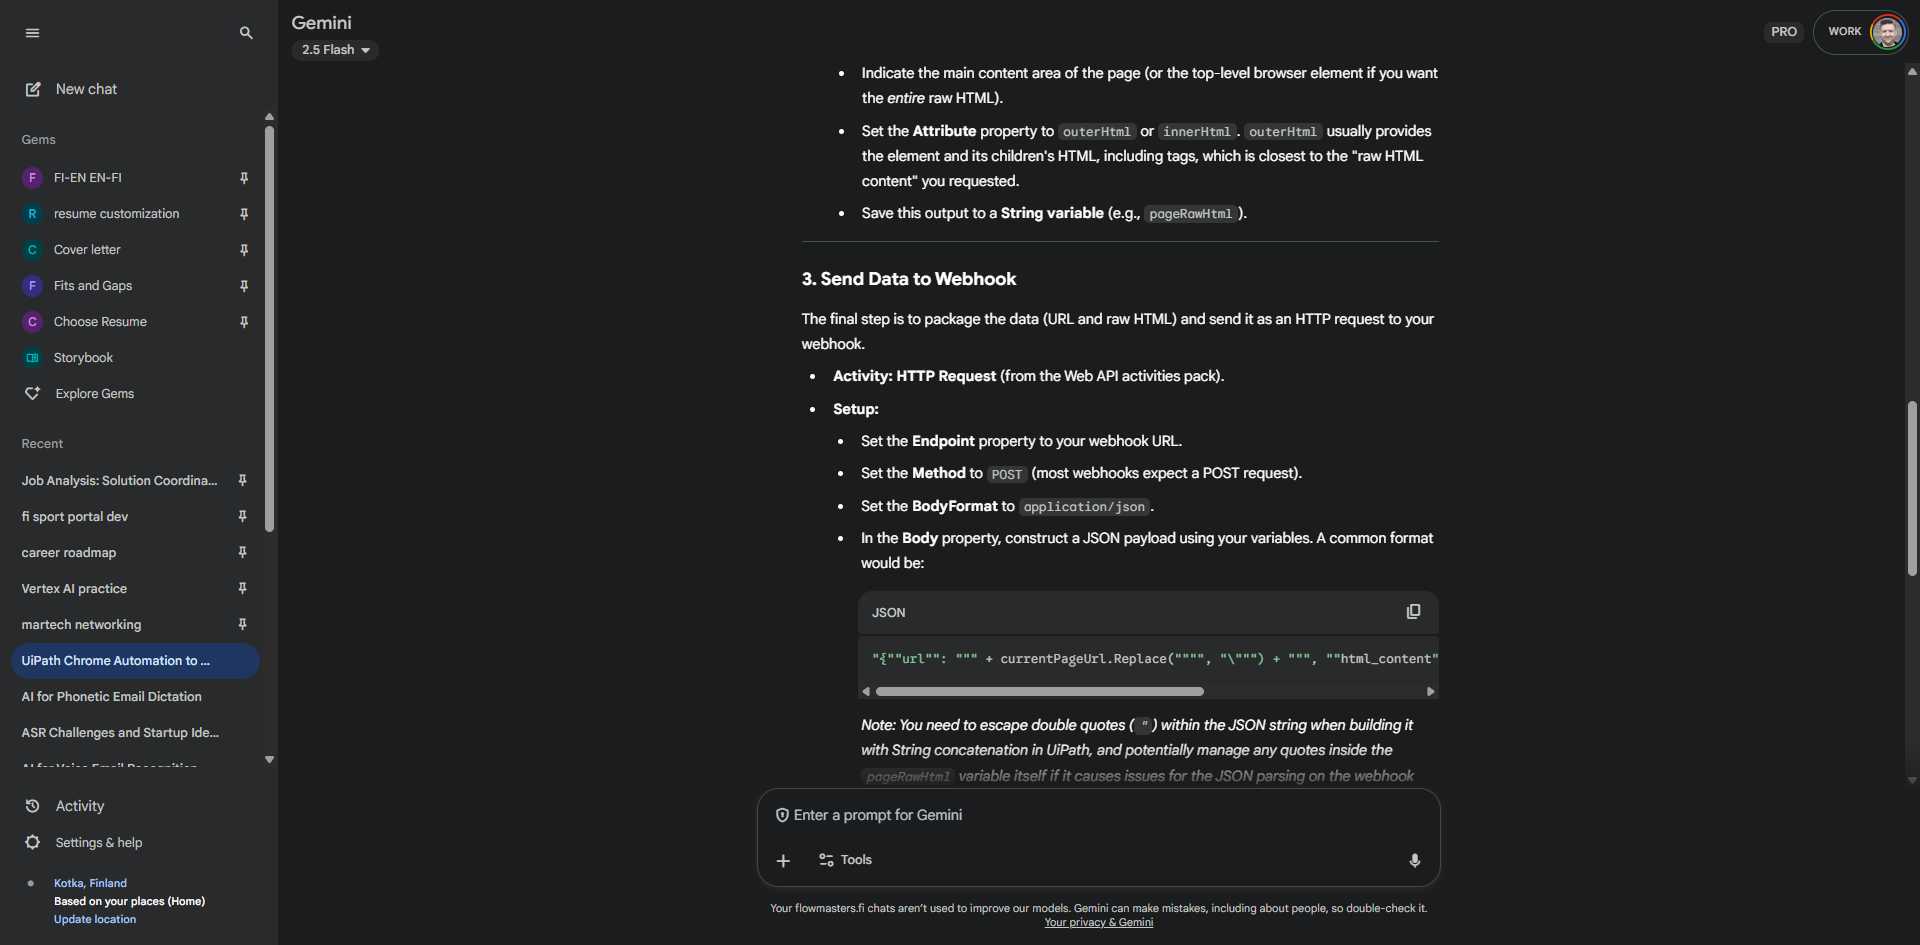 Gemini
2.5 Flash
PRO
WORK
New chat
Gems
F FI-EN EN-FI
R resume customization
C Cover letter
F Fits and Gaps
C Choose Resume
Storybook
Explore Gems
Recent
Job Analysis: Solution Coordina...
fi sport portal dev
career roadmap
Vertex AI practice
martech networking
UiPath Chrome Automation to ...
AI for Phonetic Email Dictation
ASR Challenges and Startup Ide...
AI for Voice Email Recognition
Activity
Settings & help
Kotka, Finland
Based on your places (Home)
Update location
• Indicate the main content area of the page (or the top-level browser element if you want
the entire raw HTML).
• Set the Attribute property to outerHtml or innerHtml. outerHtml usually provides
the element and its children's HTML, including tags, which is closest to the "raw HTML
content" you requested.
• Save this output to a String variable (e.g., pageRawHtml).
3. Send Data to Webhook
The final step is to package the data (URL and raw HTML) and send it as an HTTP request to your
webhook.
• Activity: HTTP Request (from the Web API activities pack).
• Setup:
• Set the Endpoint property to your webhook URL.
• Set the Method to POST (most webhooks expect a POST request).
• Set the BodyFormat to application/json.
• In the Body property, construct a JSON payload using your variables. A common format
would be:
JSON
"{""url"": """ + currentPageUrl.Replace("""", "\""") + """, ""html_content"
Note: You need to escape double quotes (") within the JSON string when building it
with String concatenation in UiPath, and potentially manage any quotes inside the
pageRawHtml variable itself if it causes issues for the JSON parsing on the webhook
Enter a prompt for Gemini
Tools
Your flowmasters.fi chats aren't used to improve our models. Gemini can make mistakes, including about people, so double-check it.
Your privacy & Gemini